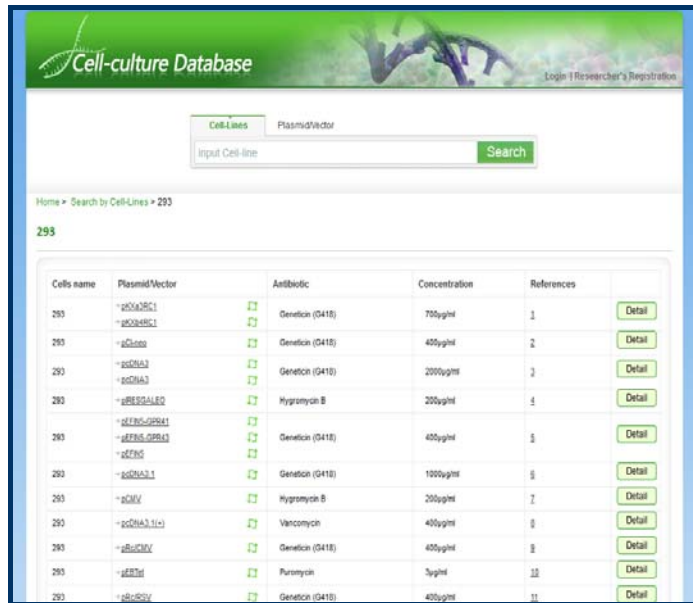 Cell-culture Database
Login | Researcher's Registration
Cell-Lines Plasmid/Vector
Input Cell-line Search
Home > Search by Cell-Lines > 293
293
Cells name Plasmid/Vector Antibiotic Concentration References
293 pKXa3RC1 Geneticin (G418) 700µg/ml 1 Detail
pKXb4RC1
293 pCI-neo Geneticin (G418) 400µg/ml 2 Detail
293 pcDNA3 Geneticin (G418) 2000µg/ml 3 Detail
pcDNA3
293 pIRESGALEO Hygromycin B 200µg/ml 4 Detail
293 pEFIN5-GPR41 Geneticin (G418) 400µg/ml 5 Detail
pEFIN5-GPR43
pEFIN5
293 pcDNA3.1 Geneticin (G418) 1000µg/ml 6 Detail
293 pCMV Hygromycin B 200µg/ml 7 Detail
293 pcDNA3.1(+) Vancomycin 400µg/ml 8 Detail
293 pRc/CMV Geneticin (G418) 400µg/ml 9 Detail
293 pEBTet Puromycin 3µg/ml 10 Detail
293 pRc/RSV Geneticin (G418) 400µg/ml 11 Detail